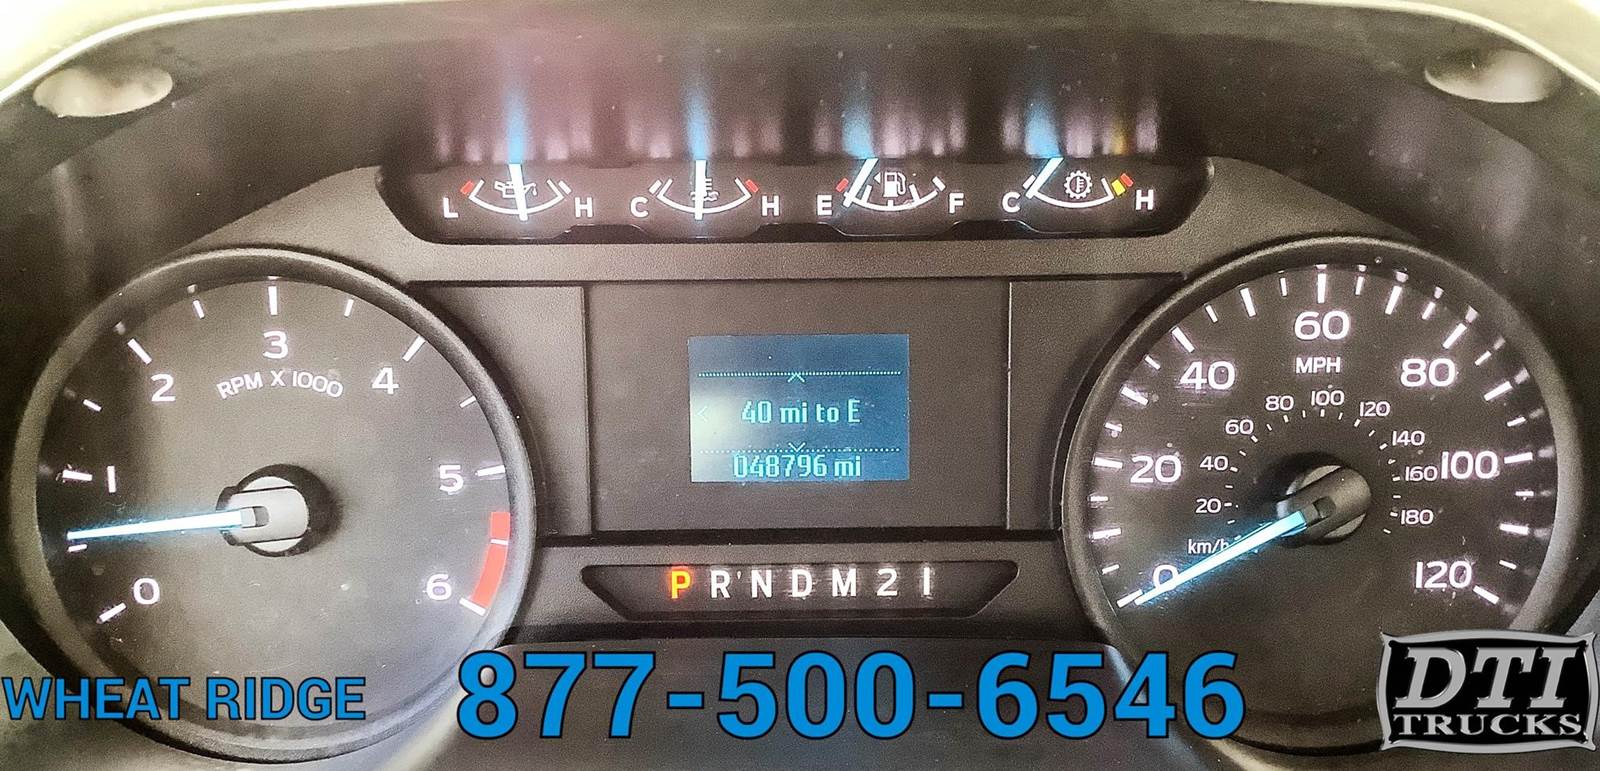 L H C H E F C H
3
2 4
RPM X 1000
1 5
0 6
40 mi to E
048796 mi
P R N D M 2 1
60
MPH
40 80
20 100
0 120
80 100 120
60 140
40 160
20 180
km/h
WHEAT RIDGE
877-500-6546
DTI
TRUCKS